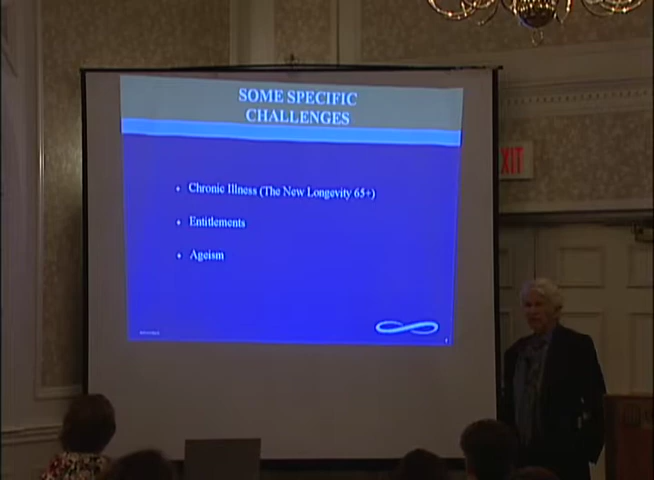 SOME SPECIFIC
CHALLENGES
• Chronic Illness (The New Longevity 65+)
• Entitlements
• Ageism
EXIT